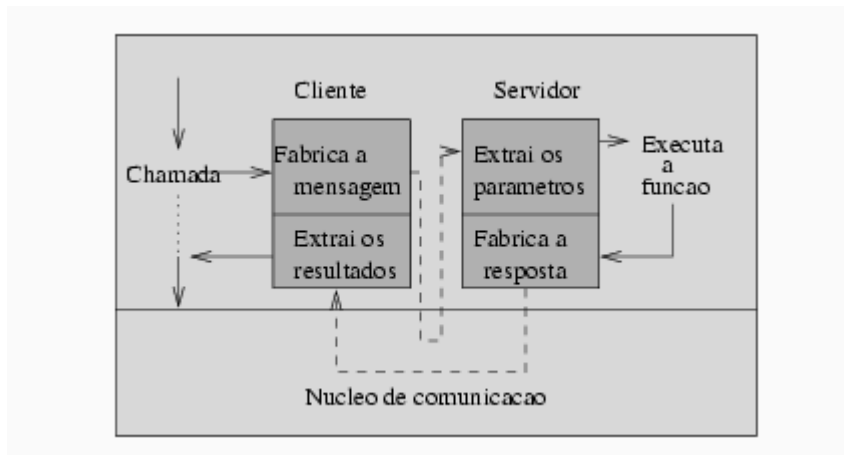 Cliente
Servidor
Chamada
Fabrica a
mensagem
Extrai os
resultados
Extrai os
parametros
Fabrica a
resposta
Executa
a
funcao
Nucleo de comunicacao